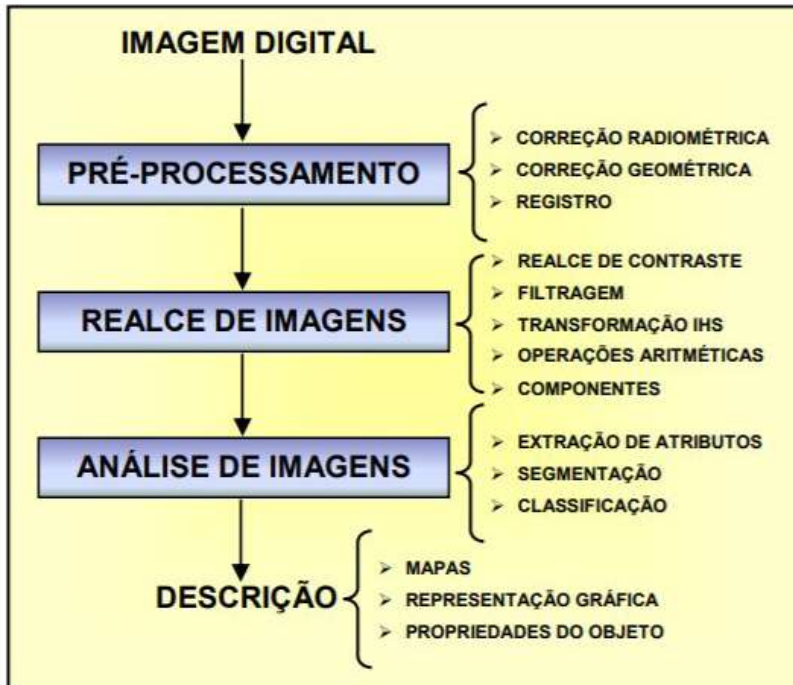 IMAGEM DIGITAL
PRÉ-PROCESSAMENTO
CORREÇÃO RADIOMÉTRICA
CORREÇÃO GEOMÉTRICA
REGISTRO
REALCE DE IMAGENS
REALCE DE CONTRASTE
FILTRAGEM
TRANSFORMAÇÃO IHS
OPERAÇÕES ARITMÉTICAS
COMPONENTES
ANÁLISE DE IMAGENS
EXTRAÇÃO DE ATRIBUTOS
SEGMENTAÇÃO
CLASSIFICAÇÃO
DESCRIÇÃO
MAPAS
REPRESENTAÇÃO GRÁFICA
PROPRIEDADES DO OBJETO